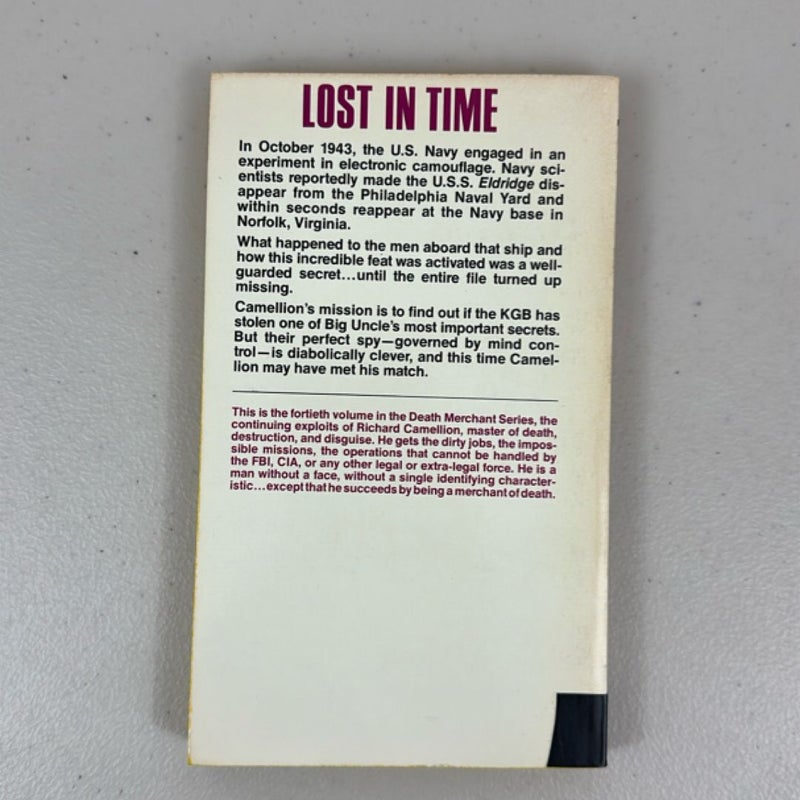 LOST IN TIME
In October 1943, the U.S. Navy engaged in an
experiment in electronic camouflage. Navy sci-
entists reportedly made the U.S.S. Eldridge dis-
appear from the Philadelphia Naval Yard and
within seconds reappear at the Navy base in
Norfolk, Virginia.
What happened to the men aboard that ship and
how this incredible feat was activated was a well-
guarded secret...until the entire file turned up
missing.
Camellion's mission is to find out if the KGB has
stolen one of Big Uncle's most important secrets.
But their perfect spy—governed by mind con-
trol—is diabolically clever, and this time Camel-
lion may have met his match.
This is the fortieth volume in the Death Merchant Series, the
continuing exploits of Richard Camellion, master of death,
destruction, and disguise. He gets the dirty jobs, the impos-
sible missions, the operations that cannot be handled by
the FBI, CIA, or any other legal or extra-legal force. He is a
man without a face, without a single identifying character-
istic...except that he succeeds by being a merchant of death.